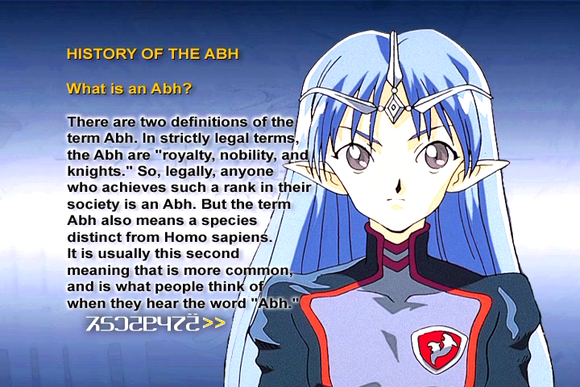 HISTORY OF THE ABH
What is an Abh?
There are two definitions of the
term Abh. In strictly legal terms,
the Abh are "royalty, nobility, and
knights." So, legally, anyone
who achieves such a rank in their
society is an Abh. But the term
Abh also means a species
distinct from Homo sapiens.
It is usually this second
meaning that is more common,
and is what people think of
when they hear the word "Abh."
>>